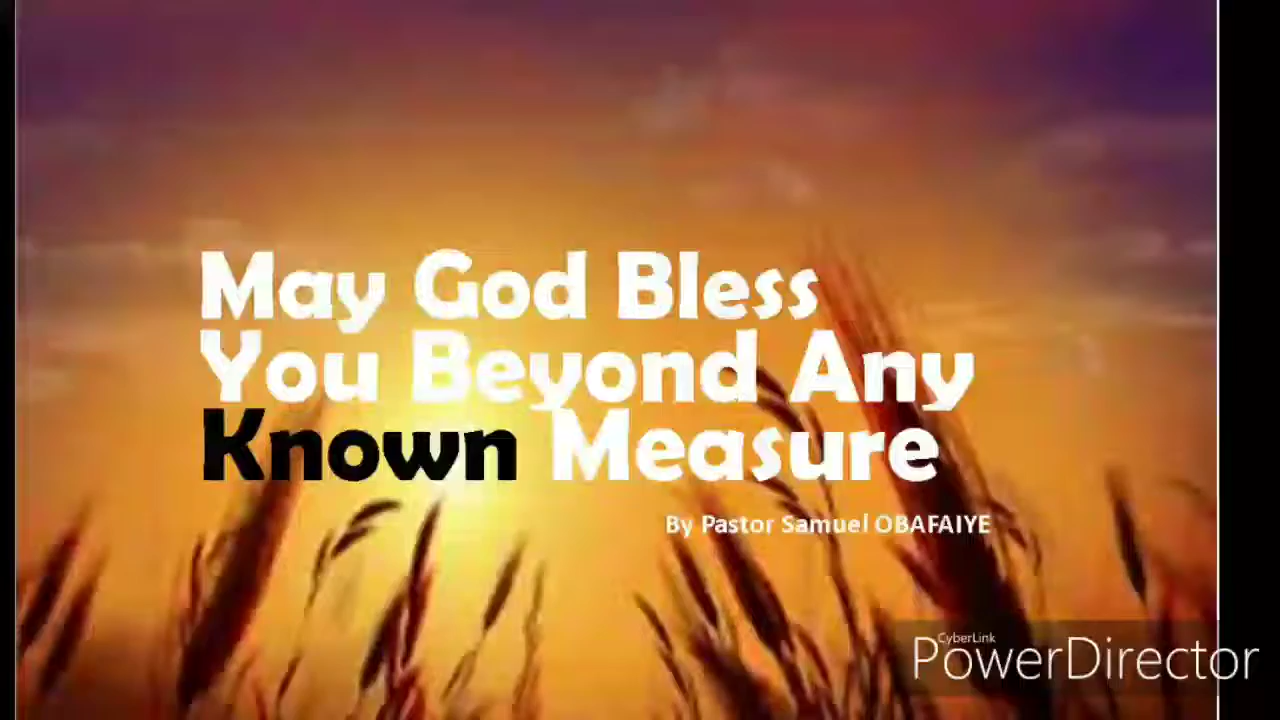 May God Bless
You Beyond Any
Known Measure
By Pastor Samuel OBAFAIYE
CyberLink
PowerDirector